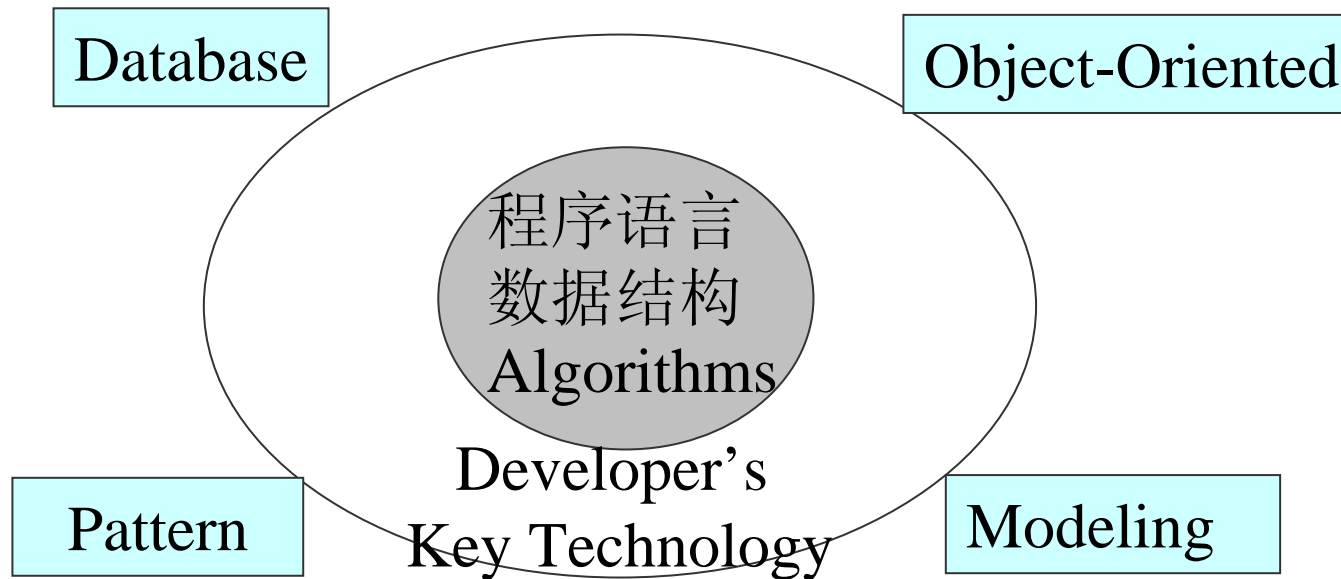 Database
Object-Oriented
程序语言
数据结构
Algorithms
Developer’s
Key Technology
Pattern
Modeling